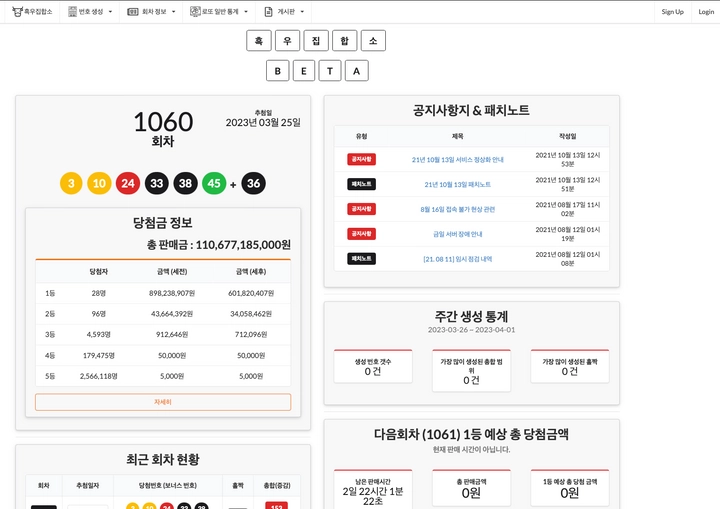 흑우집합소 번호 생성 회차 정보 로또 일반 통계 게시판 Sign Up Login
흑 우 집 합 소
B E T A
1060
회차
추첨일
2023년 03월 25일
3 10 24 33 38 45 + 36
당첨금 정보
총 판매금 : 110,677,185,000원
당첨자 금액 (세전) 금액 (세후)
1등 28명 898,238,907원 601,820,407원
2등 96명 43,664,392원 34,058,462원
3등 4,593명 912,646원 712,096원
4등 179,475명 50,000원 50,000원
5등 2,566,118명 5,000원 5,000원
자세히
최근 회차 현황
회차 추첨일자 당첨번호 (보너스 번호) 홀짝 총합(증감)
3 10 24 33 38 153
공지사항지 & 패치노트
유형 제목 작성일
공지사항 21년 10월 13일 서비스 정상화 안내 2021년 10월 13일 12시
53분
패치노트 21년 10월 13일 패치노트 2021년 10월 13일 12시
51분
공지사항 8월 16일 접속 불가 현상 관련 2021년 08월 17일 11시
02분
공지사항 금일 서버 장애 안내 2021년 08월 12일 01시
19분
패치노트 [21. 08 11] 임시 점검 내역 2021년 08월 12일 01시
08분
주간 생성 통계
2023-03-26 ~ 2023-04-01
생성 번호 갯수
0 건
가장 많이 생성된 총합 범
위
0 건
가장 많이 생성된 홀짝
0 건
다음회차 (1061) 1등 예상 총 당첨금액
현재 판매 시간이 아닙니다.
남은 판매시간
2일 22시간 1분
22초
총 판매금액
0원
1등 예상 총 당첨 금액
0원